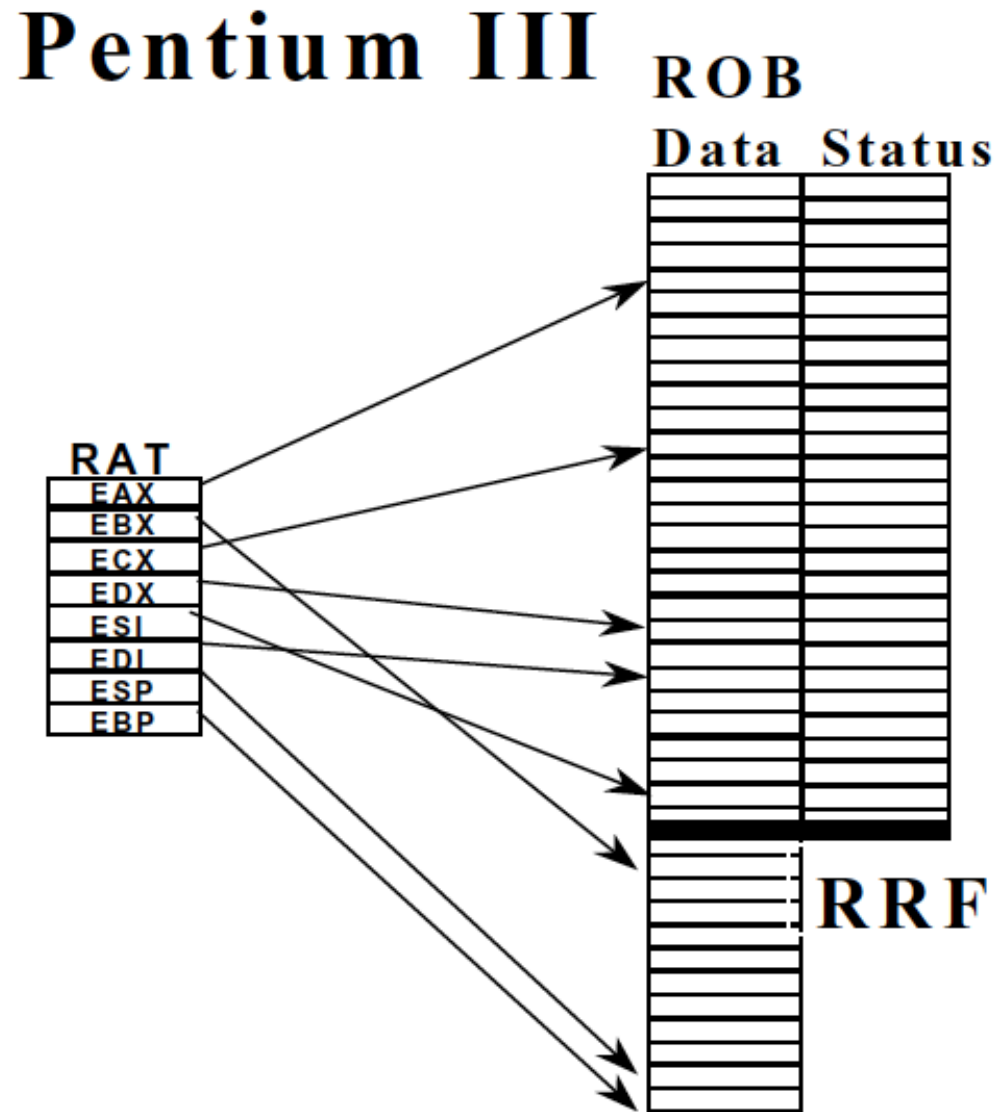 Pentium III
ROB
Data Status
RAT
EAX
EBX
ECX
EDX
ESI
EDI
ESP
EBP
RRF